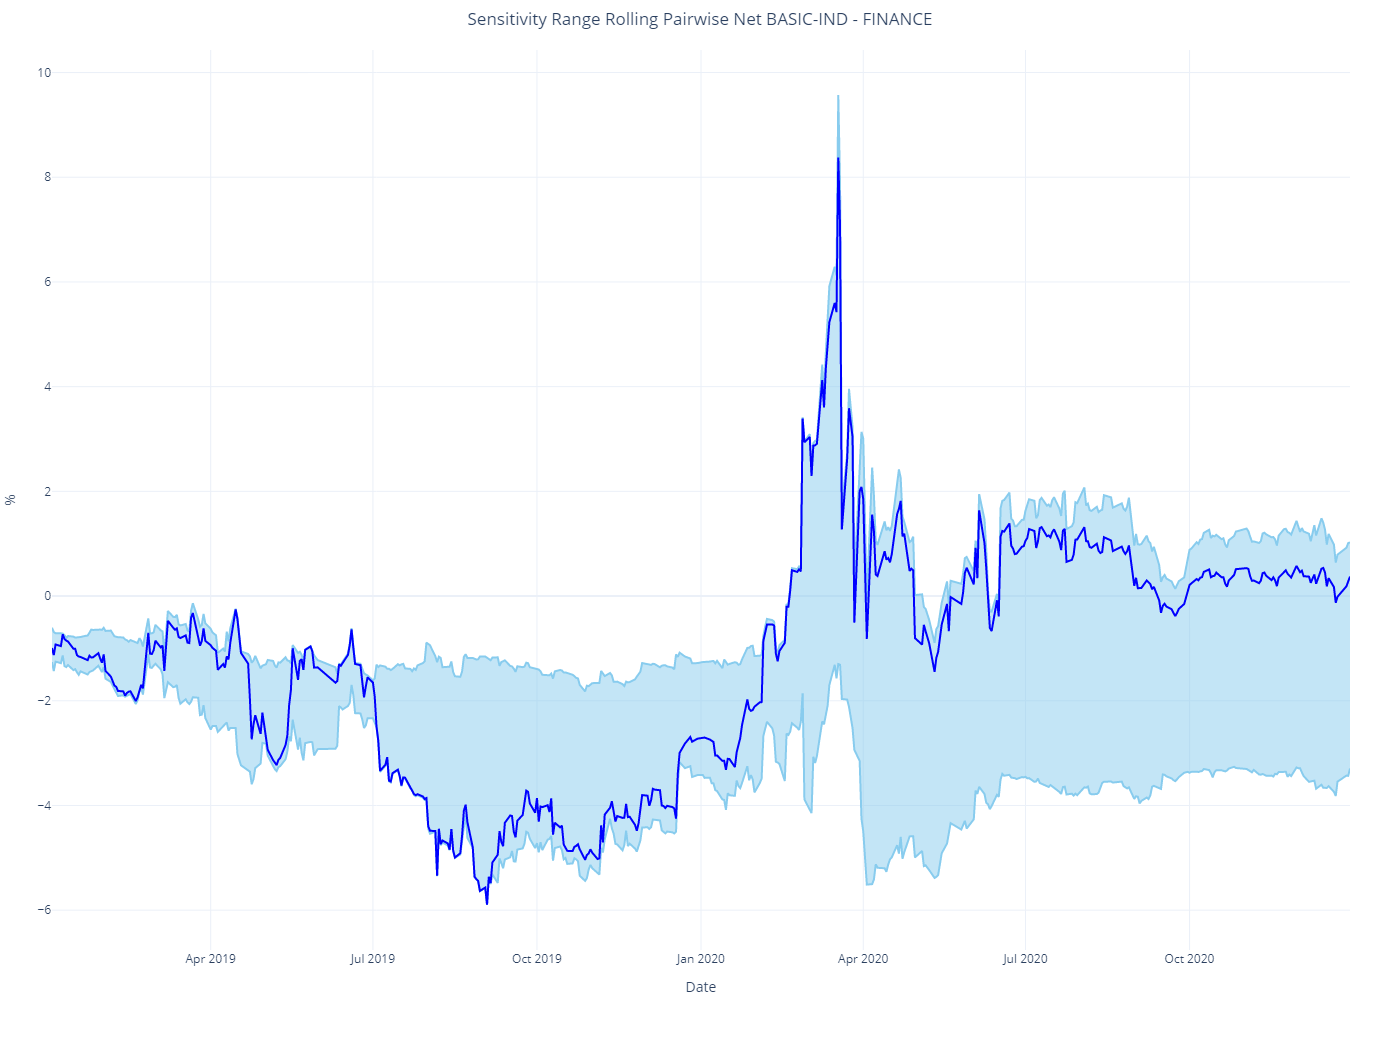 Sensitivity Range Rolling Pairwise Net BASIC-IND - FINANCE
10
8
6
4
2
0
−2
−4
−6
%
Apr 2019
Jul 2019
Oct 2019
Jan 2020
Apr 2020
Jul 2020
Oct 2020
Date